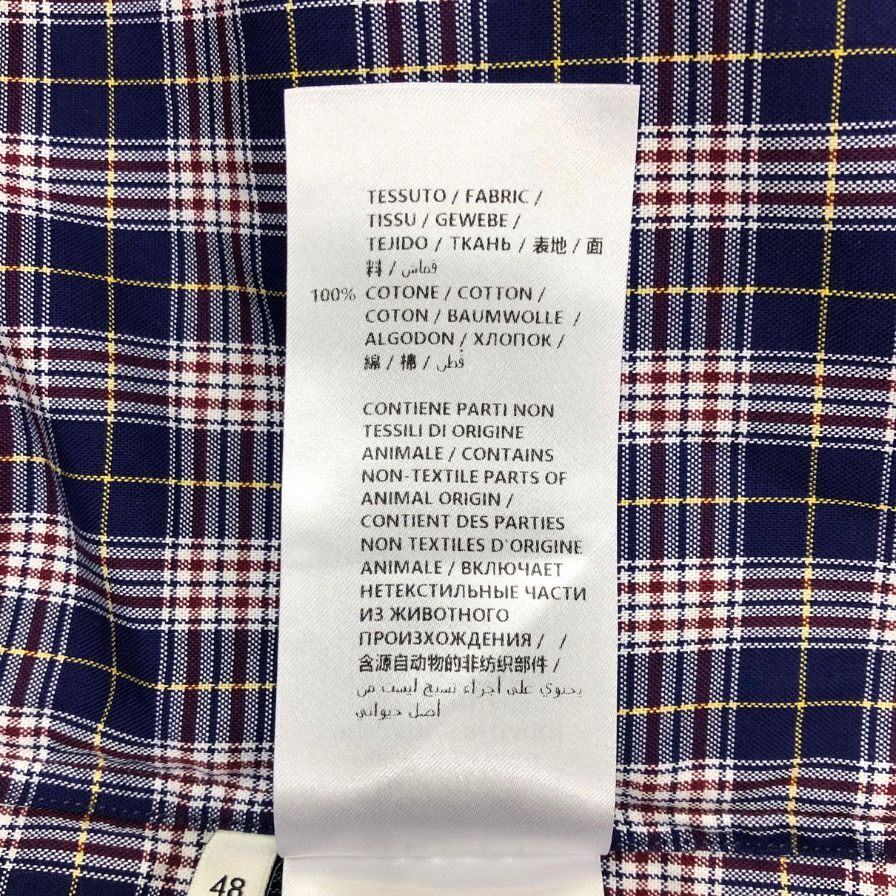 TESSUTO / FABRIC /
TISSU / GEWEBE /
TEJIDO / ТКАНЬ / 表地 / 面
料 / قماش
100% COTONE / COTTON /
COTON / BAUMWOLLE /
ALGODON / ХЛОПОК /
綿 / 棉 / قطن
CONTIENE PARTI NON
TESSILI DI ORIGINE
ANIMALE / CONTAINS
NON-TEXTILE PARTS OF
ANIMAL ORIGIN /
CONTIENT DES PARTIES
NON TEXTILES D'ORIGINE
ANIMALE / ВКЛЮЧАЕТ
НЕТЕКСТИЛЬНЫЕ ЧАСТИ
ИЗ ЖИВОТНОГО
ПРОИЗХОЖДЕНИЯ / /
含源自动物的非纺织部件 /
يحتوي على أجزاء نسيج ليست من
أصل حيواني
48